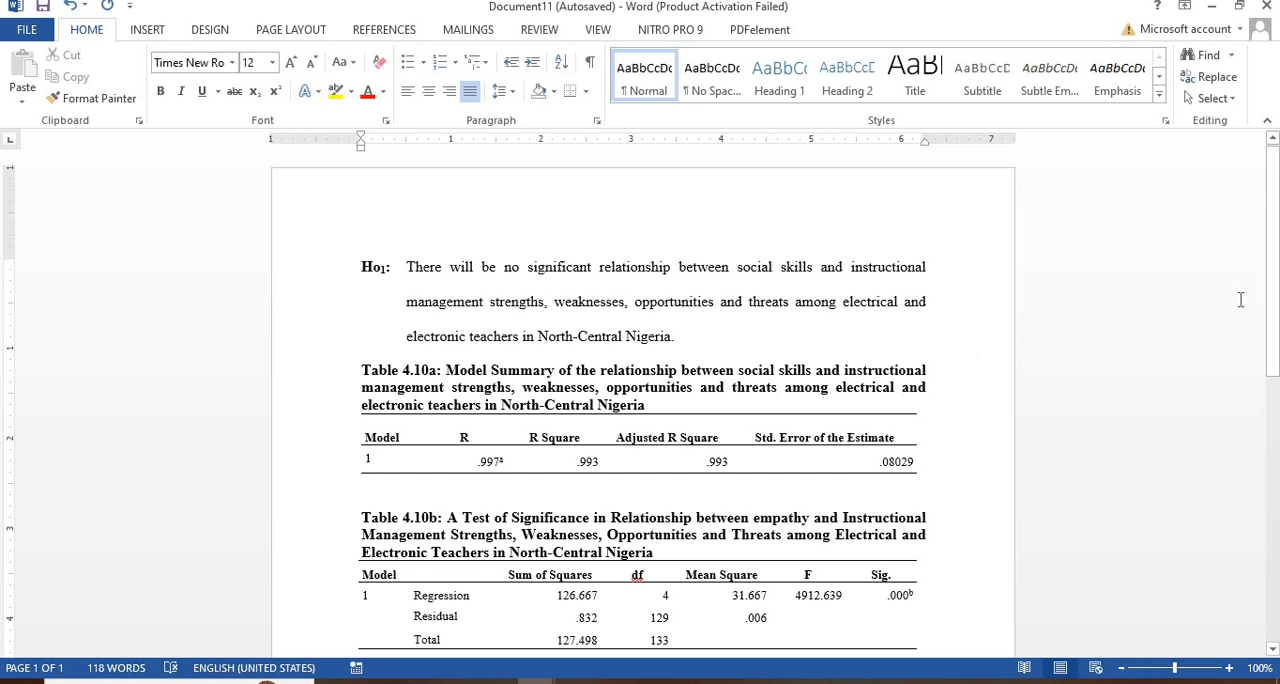 Document11 (Autosaved) - Word (Product Activation Failed)
FILE HOME INSERT DESIGN PAGE LAYOUT REFERENCES MAILINGS REVIEW VIEW NITRO PRO 9 PDFelement Microsoft account
Cut
Copy
Format Painter
Paste
Times New Ro 12
Find
Replace
Select
AaBbCcDc AaBbCcDc AaBbCc AaBbCcE AaBl AaBbCcE AaBbCcDc AaBbCcDc
¶ Normal ¶ No Spac... Heading 1 Heading 2 Title Subtitle Subtle Em... Emphasis
Clipboard Font Paragraph Styles Editing
1 1 2 3 4 5 6 7
Ho1: There will be no significant relationship between social skills and instructional
management strengths, weaknesses, opportunities and threats among electrical and
electronic teachers in North-Central Nigeria.
Table 4.10a: Model Summary of the relationship between social skills and instructional
management strengths, weaknesses, opportunities and threats among electrical and
electronic teachers in North-Central Nigeria
Model R R Square Adjusted R Square Std. Error of the Estimate
1 .997a .993 .993 .08029
Table 4.10b: A Test of Significance in Relationship between empathy and Instructional
Management Strengths, Weaknesses, Opportunities and Threats among Electrical and
Electronic Teachers in North-Central Nigeria
Model Sum of Squares df Mean Square F Sig.
1 Regression 126.667 4 31.667 4912.639 .000b
Residual .832 129 .006
Total 127.498 133
PAGE 1 OF 1 118 WORDS ENGLISH (UNITED STATES) 100%